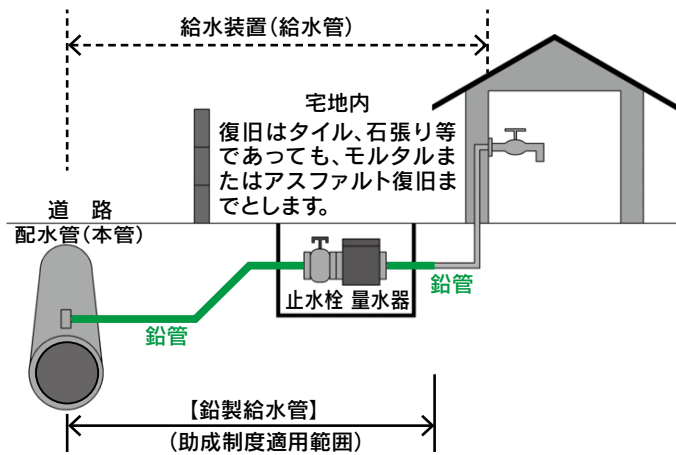 給水装置(給水管)
宅地内
復旧はタイル、石張り等
であっても、モルタルま
たはアスファルト復旧ま
でとします。
道　路
配水管(本管)
止水栓 量水器
鉛管
鉛管
【鉛製給水管】
(助成制度適用範囲)